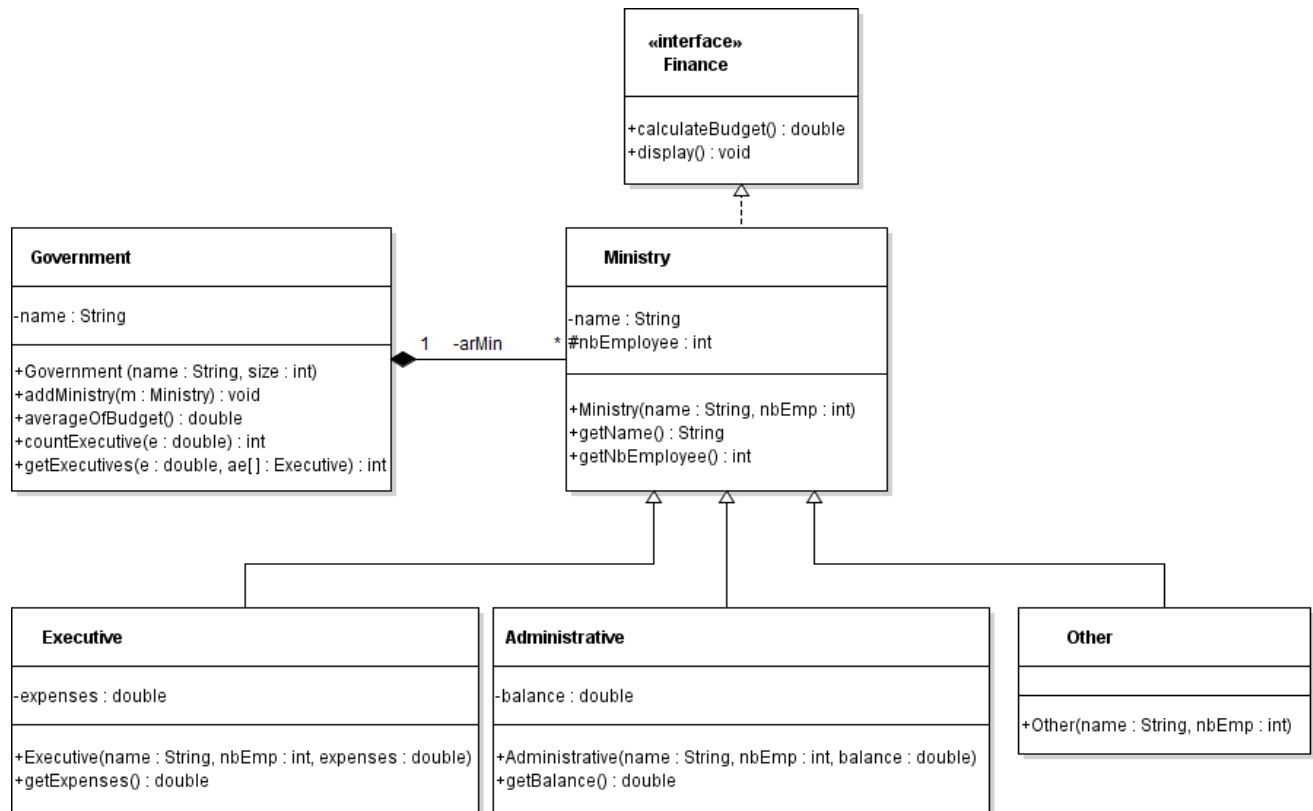 «interface»
Finance
+calculateBudget() : double
+display() : void
Government
-name : String
+Government (name : String, size : int)
+addMinistry(m : Ministry) : void
+averageOfBudget() : double
+countExecutive(e : double) : int
+getExecutives(e : double, ae[] : Executive) : int
1 -arMin *
Ministry
-name : String
#nbEmployee : int
+Ministry(name : String, nbEmp : int)
+getName() : String
+getNbEmployee() : int
Executive
-expenses : double
+Executive(name : String, nbEmp : int, expenses : double)
+getExpenses() : double
Administrative
-balance : double
+Administrative(name : String, nbEmp : int, balance : double)
+getBalance() : double
Other
+Other(name : String, nbEmp : int)